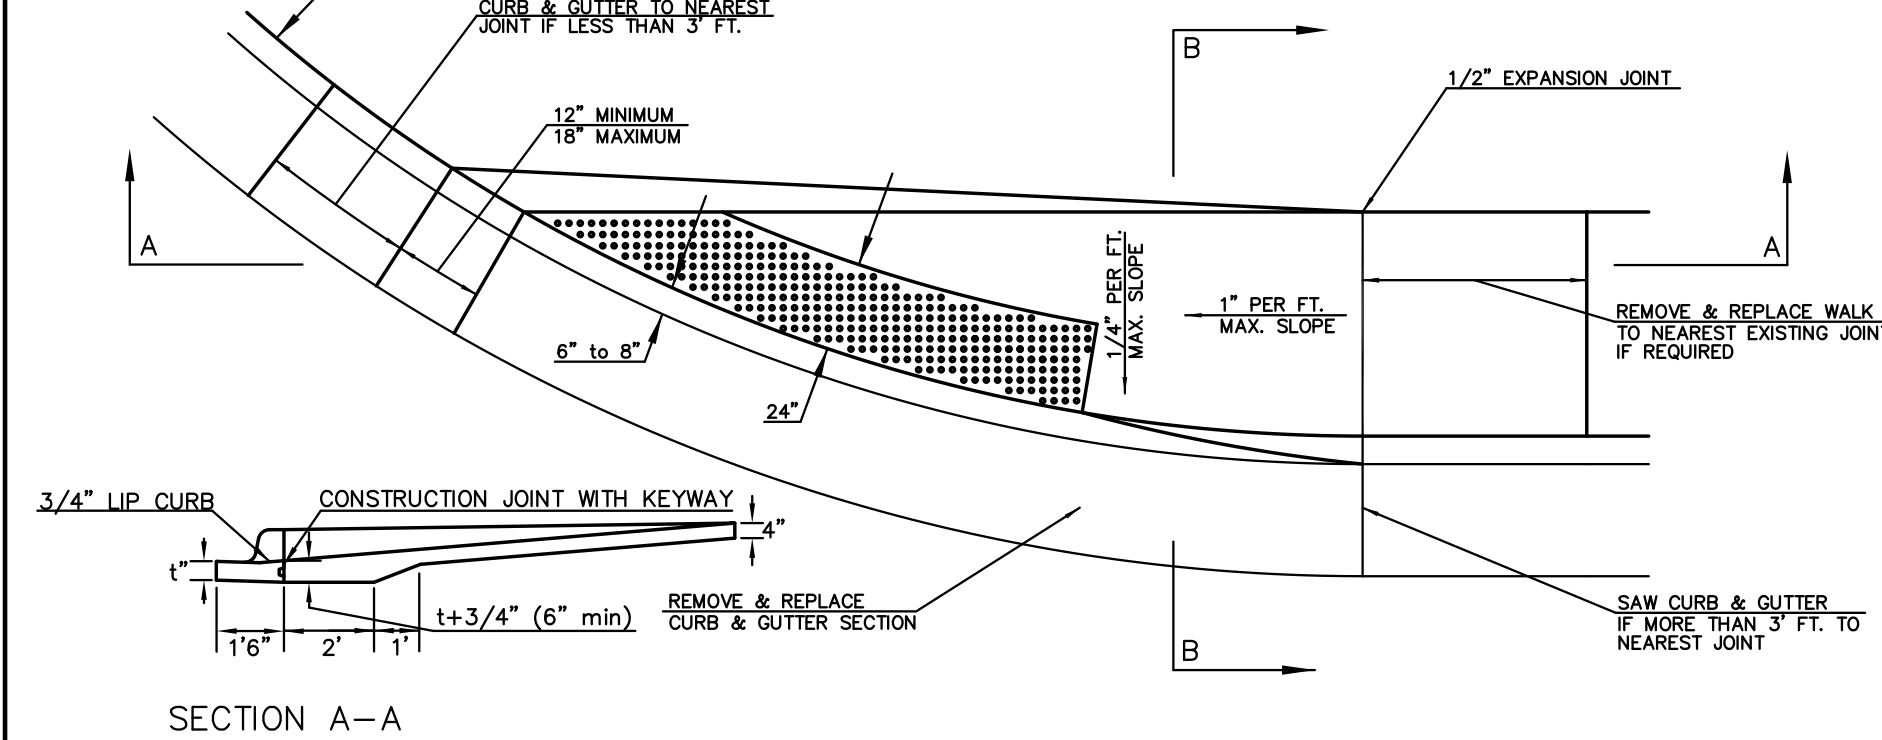 CURB & GUTTER TO NEAREST
JOINT IF LESS THAN 3' FT.
B
1/2" EXPANSION JOINT
12" MINIMUM
18" MAXIMUM
A
A
1/4" PER FT.
MAX. SLOPE
1" PER FT.
MAX. SLOPE
REMOVE & REPLACE WALK
TO NEAREST EXISTING JOINT
IF REQUIRED
6" to 8"
24"
3/4" LIP CURB
CONSTRUCTION JOINT WITH KEYWAY
4"
t"
t+3/4" (6" min)
1'6"
2'
1'
REMOVE & REPLACE
CURB & GUTTER SECTION
SAW CURB & GUTTER
IF MORE THAN 3' FT. TO
NEAREST JOINT
B
SECTION A-A